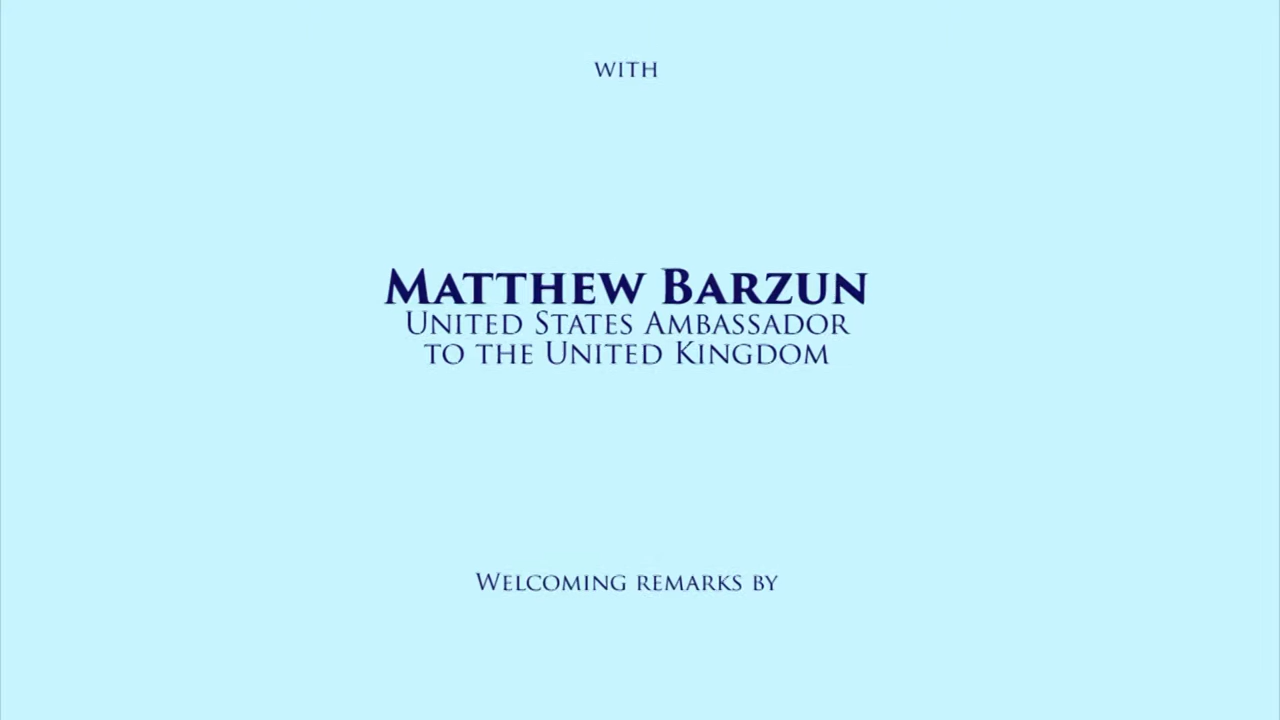 WITH
MATTHEW BARZUN
UNITED STATES AMBASSADOR
TO THE UNITED KINGDOM
WELCOMING REMARKS BY